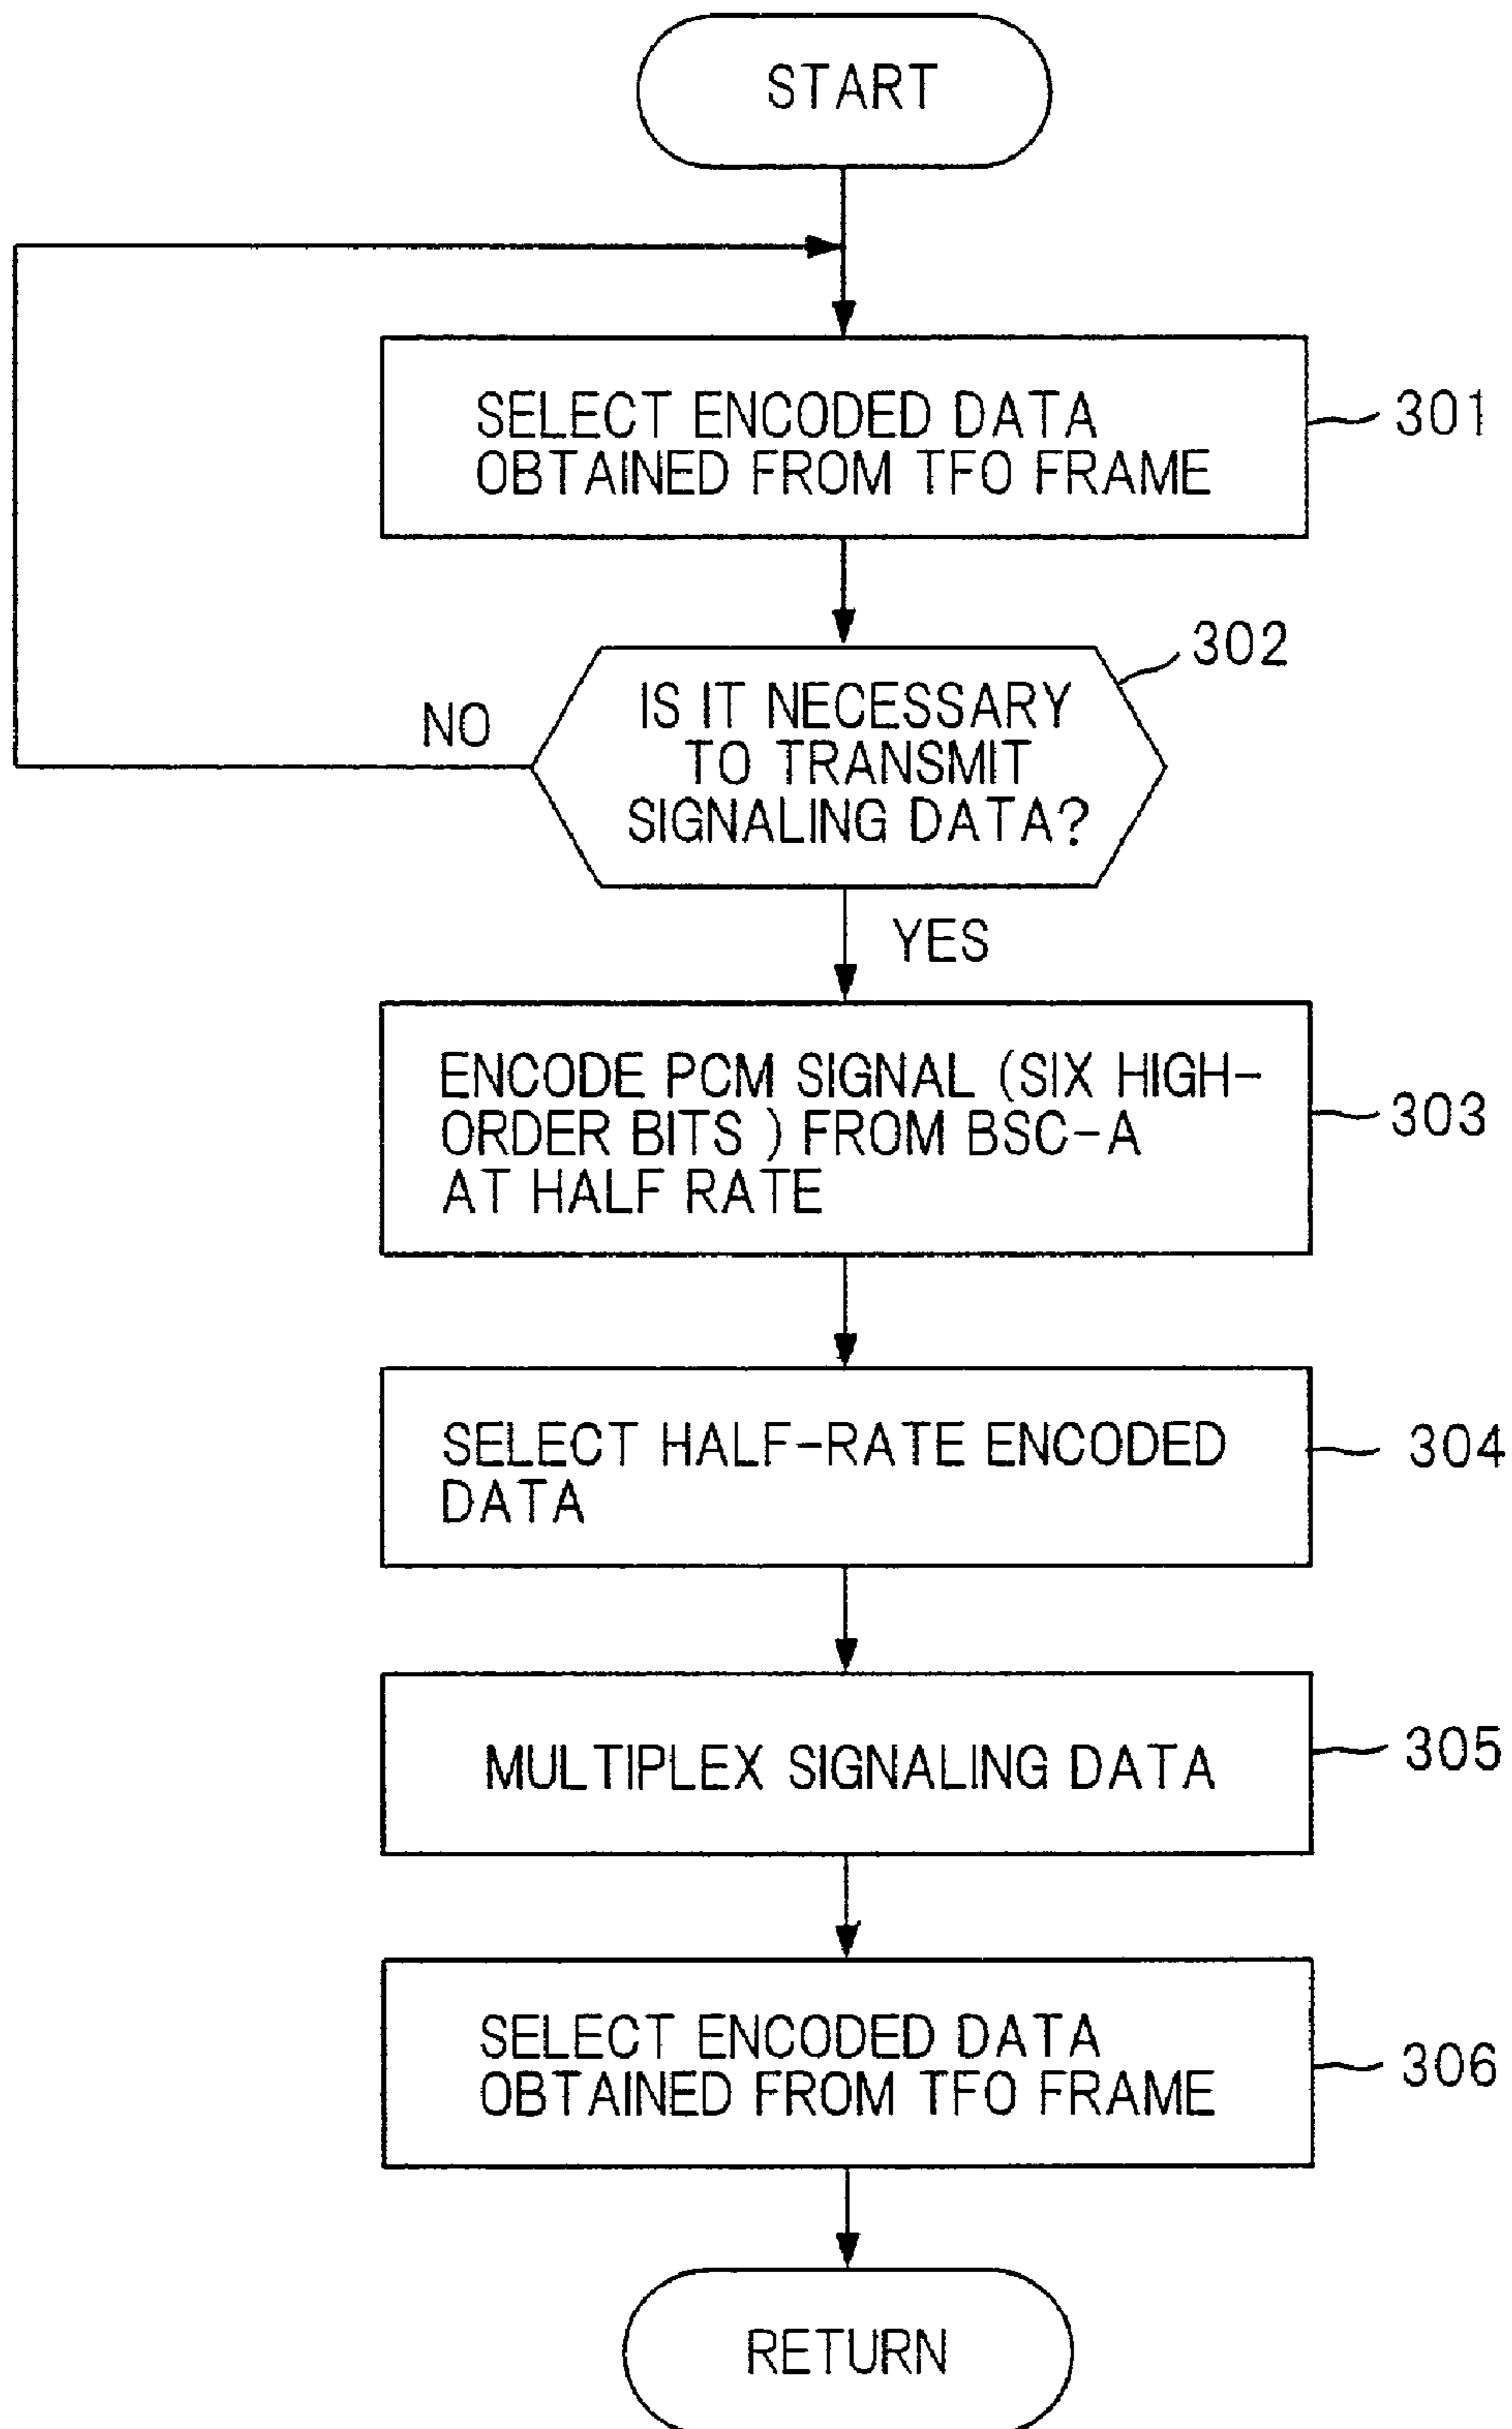 START
SELECT ENCODED DATA
OBTAINED FROM TFO FRAME
301
302
IS IT NECESSARY
TO TRANSMIT
SIGNALING DATA?
NO
YES
ENCODE PCM SIGNAL (SIX HIGH-
ORDER BITS ) FROM BSC-A
AT HALF RATE
303
SELECT HALF-RATE ENCODED
DATA
304
MULTIPLEX SIGNALING DATA
305
SELECT ENCODED DATA
OBTAINED FROM TFO FRAME
306
RETURN